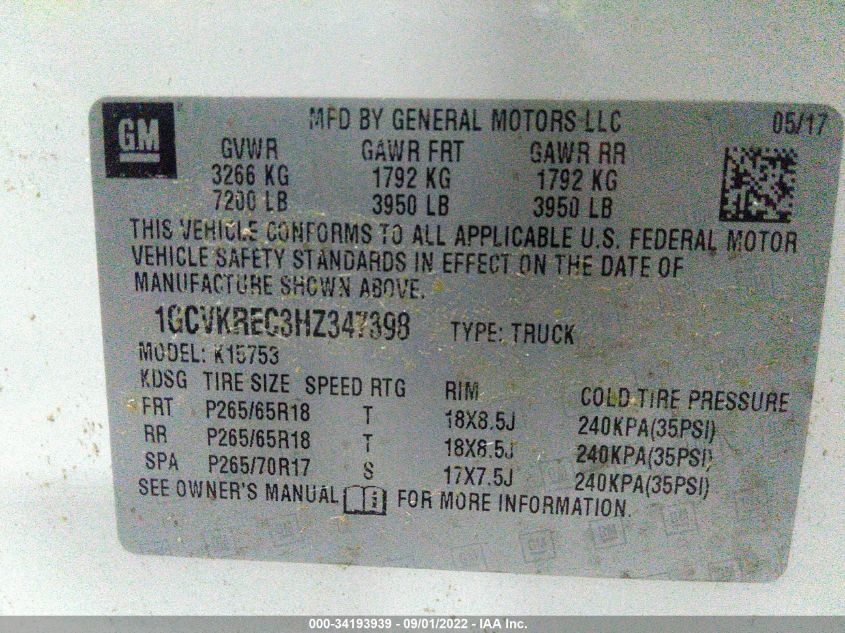 GM
MFD BY GENERAL MOTORS LLC 05/17
GVWR GAWR FRT GAWR RR
3266 KG 1792 KG 1792 KG
7200 LB 3950 LB 3950 LB
THIS VEHICLE CONFORMS TO ALL APPLICABLE U.S. FEDERAL MOTOR
VEHICLE SAFETY STANDARDS IN EFFECT ON THE DATE OF
MANUFACTURE SHOWN ABOVE.
1GCVKREC3HZ347398 TYPE: TRUCK
MODEL: K15753
KDSG TIRE SIZE SPEED RTG RIM COLD TIRE PRESSURE
FRT P265/65R18 T 18X8.5J 240KPA(35PSI)
RR P265/65R18 T 18X8.5J 240KPA(35PSI)
SPA P265/70R17 S 17X7.5J 240KPA(35PSI)
SEE OWNER'S MANUAL i FOR MORE INFORMATION.
000-34193939 - 09/01/2022 - IAA Inc.